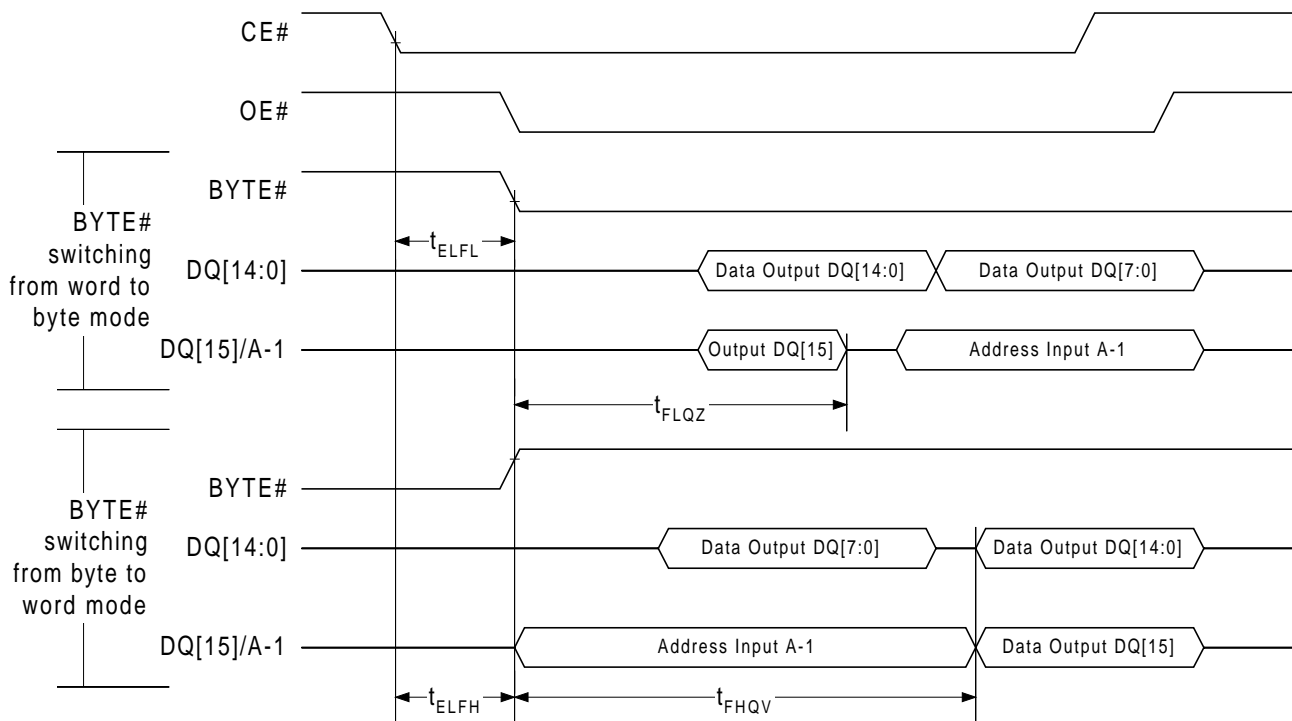 CE#
OE#
BYTE#
switching
from word to
byte mode
BYTE#
tELFL
DQ[14:0]
Data Output DQ[14:0]
Data Output DQ[7:0]
DQ[15]/A-1
Output DQ[15]
Address Input A-1
tFLQZ
BYTE#
switching
from byte to
word mode
BYTE#
DQ[14:0]
Data Output DQ[7:0]
Data Output DQ[14:0]
DQ[15]/A-1
Address Input A-1
Data Output DQ[15]
tELFH
tFHQV